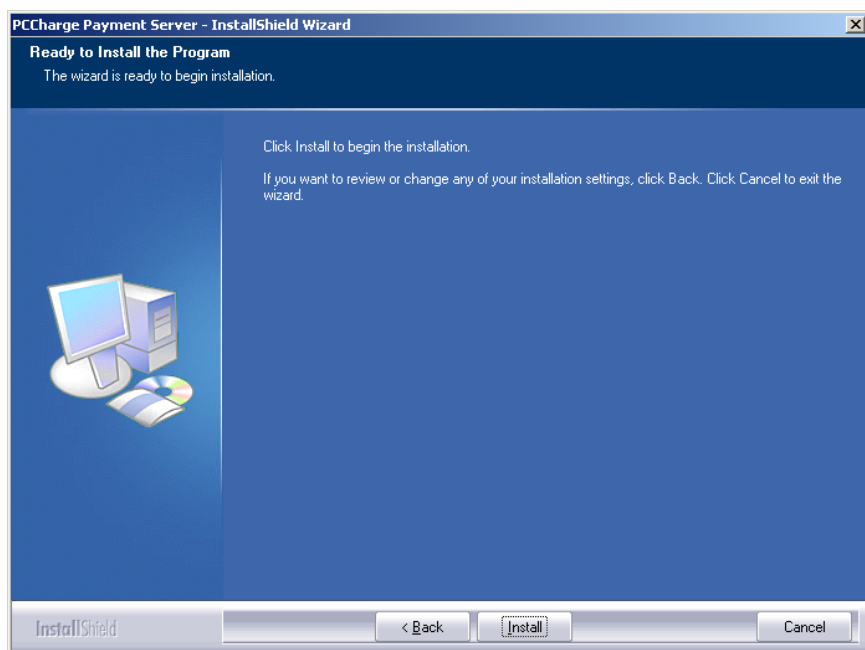 PCCharge Payment Server - InstallShield Wizard
Ready to Install the Program
The wizard is ready to begin installation.
Click Install to begin the installation.
If you want to review or change any of your installation settings, click Back. Click Cancel to exit the
wizard.
InstallShield
< Back
Install
Cancel